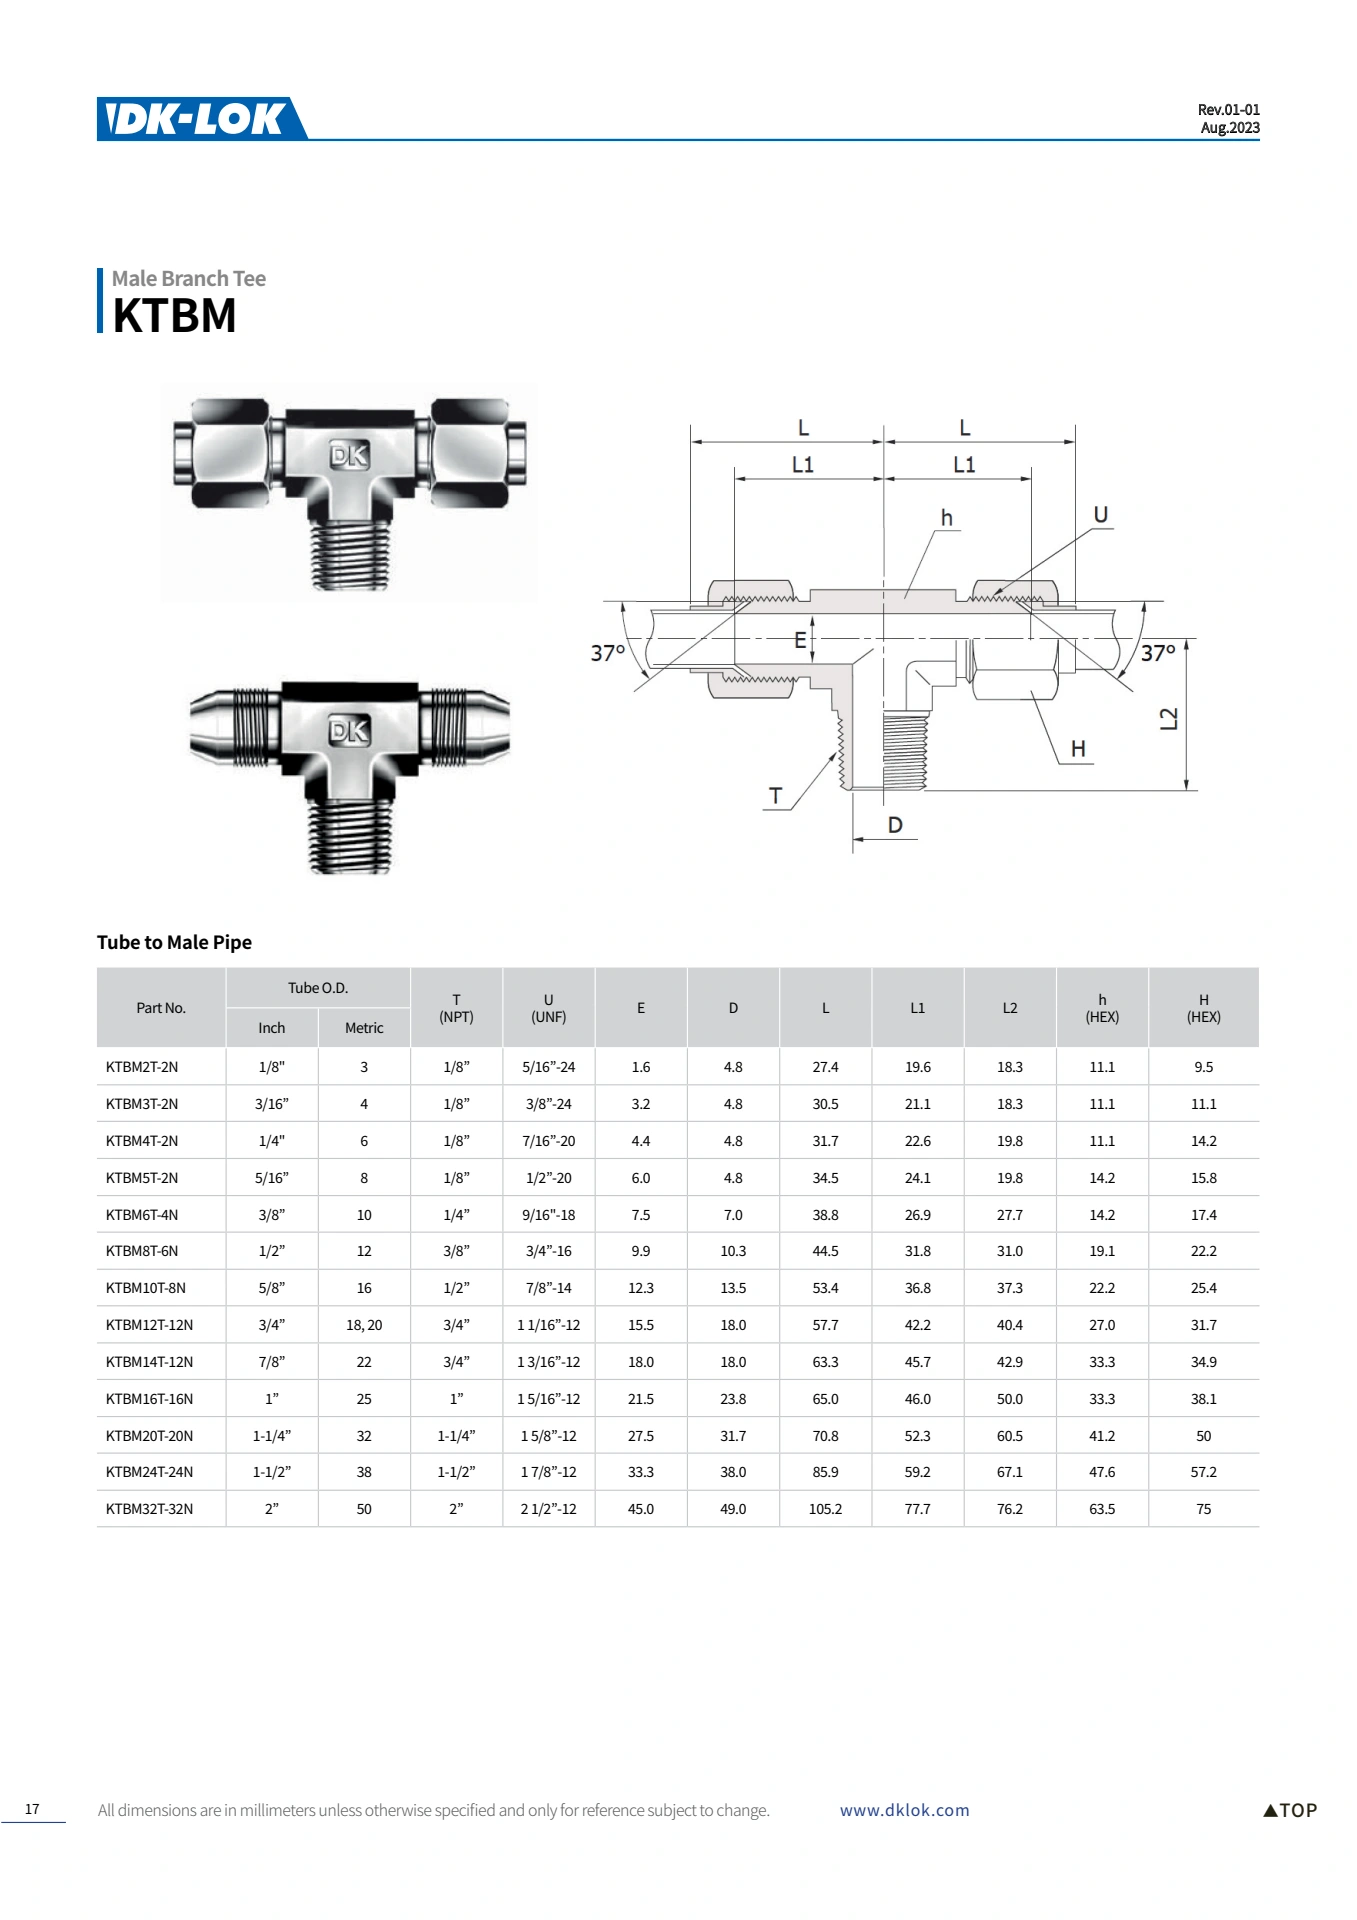 DK-LOK
Rev.01-01
Aug.2023
Male Branch Tee
KTBM
DK
DK
L L
L1 L1
h U
E
37° 37°
L2
H
T
D
Tube to Male Pipe
Part No. Tube O.D. T (NPT) U (UNF) E D L L1 L2 h (HEX) H (HEX)
Inch Metric
KTBM2T-2N 1/8" 3 1/8” 5/16”-24 1.6 4.8 27.4 19.6 18.3 11.1 9.5
KTBM3T-2N 3/16” 4 1/8” 3/8”-24 3.2 4.8 30.5 21.1 18.3 11.1 11.1
KTBM4T-2N 1/4" 6 1/8” 7/16”-20 4.4 4.8 31.7 22.6 19.8 11.1 14.2
KTBM5T-2N 5/16” 8 1/8” 1/2”-20 6.0 4.8 34.5 24.1 19.8 14.2 15.8
KTBM6T-4N 3/8” 10 1/4” 9/16"-18 7.5 7.0 38.8 26.9 27.7 14.2 17.4
KTBM8T-6N 1/2” 12 3/8” 3/4”-16 9.9 10.3 44.5 31.8 31.0 19.1 22.2
KTBM10T-8N 5/8” 16 1/2” 7/8”-14 12.3 13.5 53.4 36.8 37.3 22.2 25.4
KTBM12T-12N 3/4” 18, 20 3/4” 1 1/16”-12 15.5 18.0 57.7 42.2 40.4 27.0 31.7
KTBM14T-12N 7/8” 22 3/4” 1 3/16”-12 18.0 18.0 63.3 45.7 42.9 33.3 34.9
KTBM16T-16N 1” 25 1” 1 5/16”-12 21.5 23.8 65.0 46.0 50.0 33.3 38.1
KTBM20T-20N 1-1/4” 32 1-1/4” 1 5/8”-12 27.5 31.7 70.8 52.3 60.5 41.2 50
KTBM24T-24N 1-1/2” 38 1-1/2” 1 7/8”-12 33.3 38.0 85.9 59.2 67.1 47.6 57.2
KTBM32T-32N 2” 50 2” 2 1/2”-12 45.0 49.0 105.2 77.7 76.2 63.5 75
17 All dimensions are in millimeters unless otherwise specified and only for reference subject to change. www.dklok.com ▲TOP